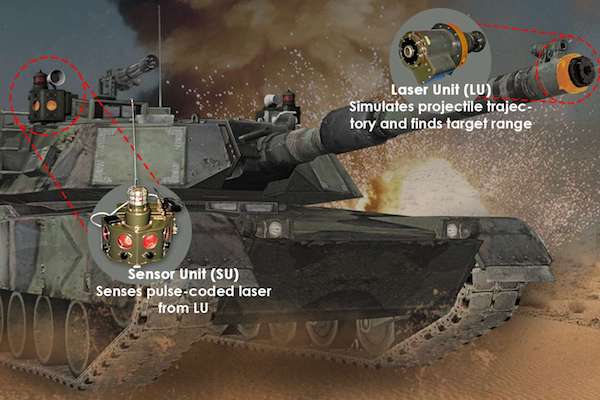 Laser Unit (LU)
Simulates projectile trajec-
tory and finds target range
Sensor Unit (SU)
Senses pulse-coded laser
from LU